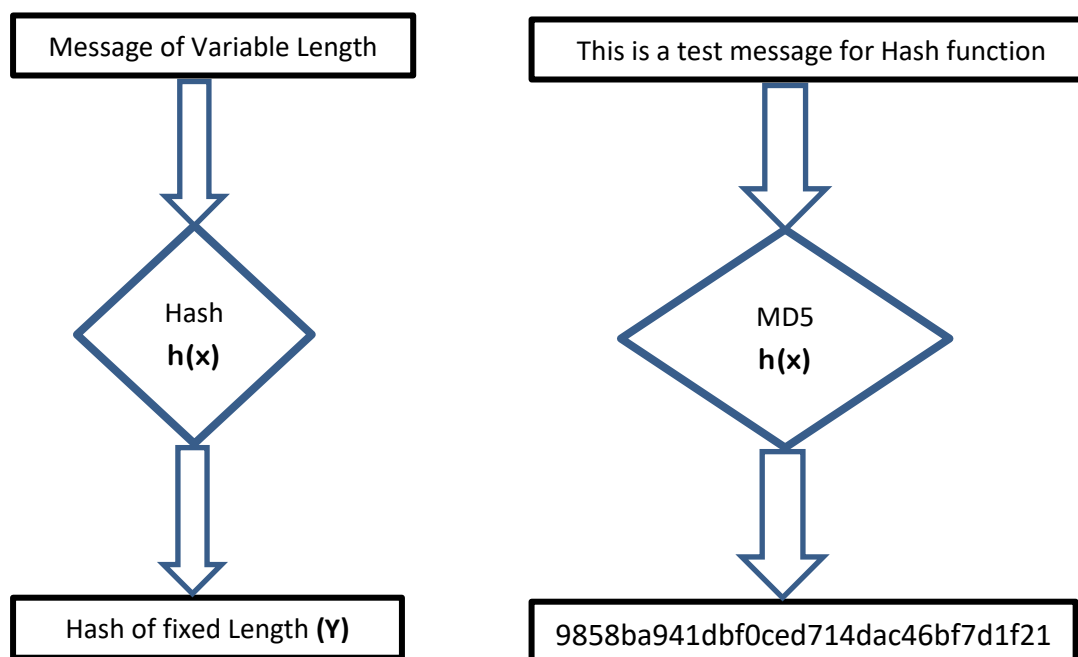 Message of Variable Length
Hash
h(x)
Hash of fixed Length (Y)
This is a test message for Hash function
MD5
h(x)
9858ba941dbf0ced714dac46bf7d1f21